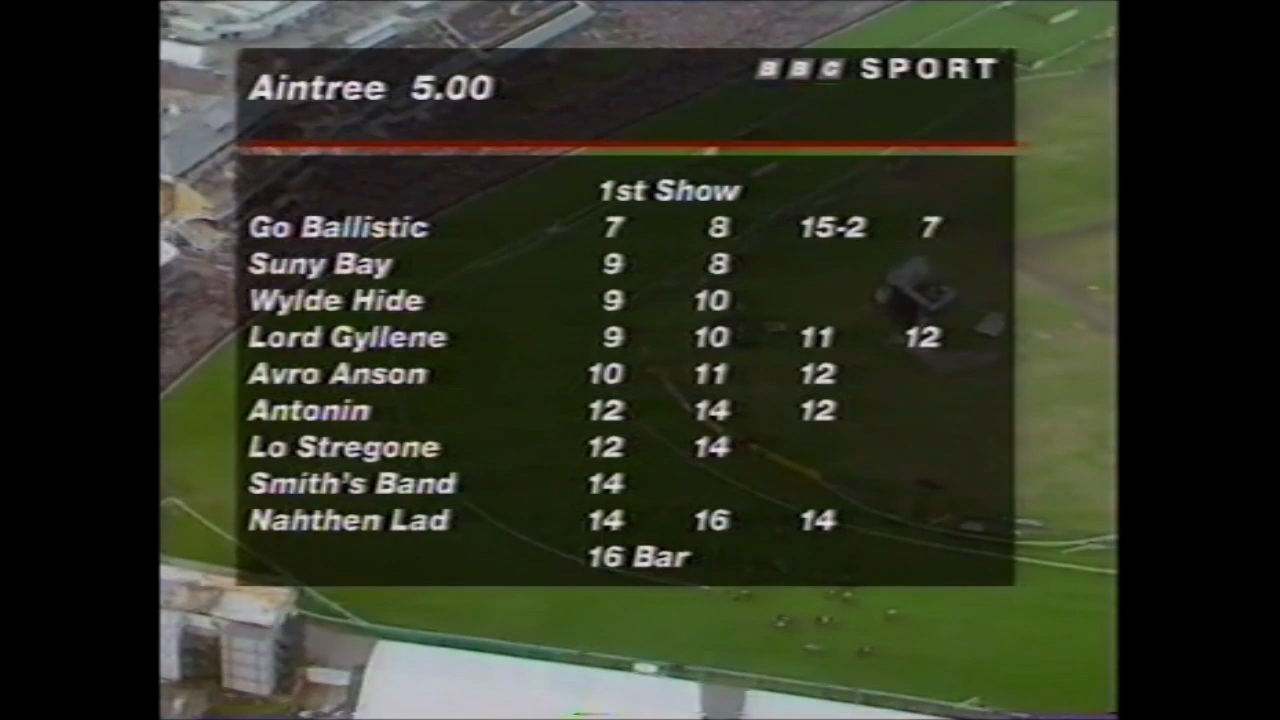 BBC SPORT
Aintree 5.00
1st Show
Go Ballistic 7 8 15-2 7
Suny Bay 9 8
Wylde Hide 9 10
Lord Gyllene 9 10 11 12
Avro Anson 10 11 12
Antonin 12 14 12
Lo Stregone 12 14
Smith's Band 14
Nahthen Lad 14 16 14
16 Bar